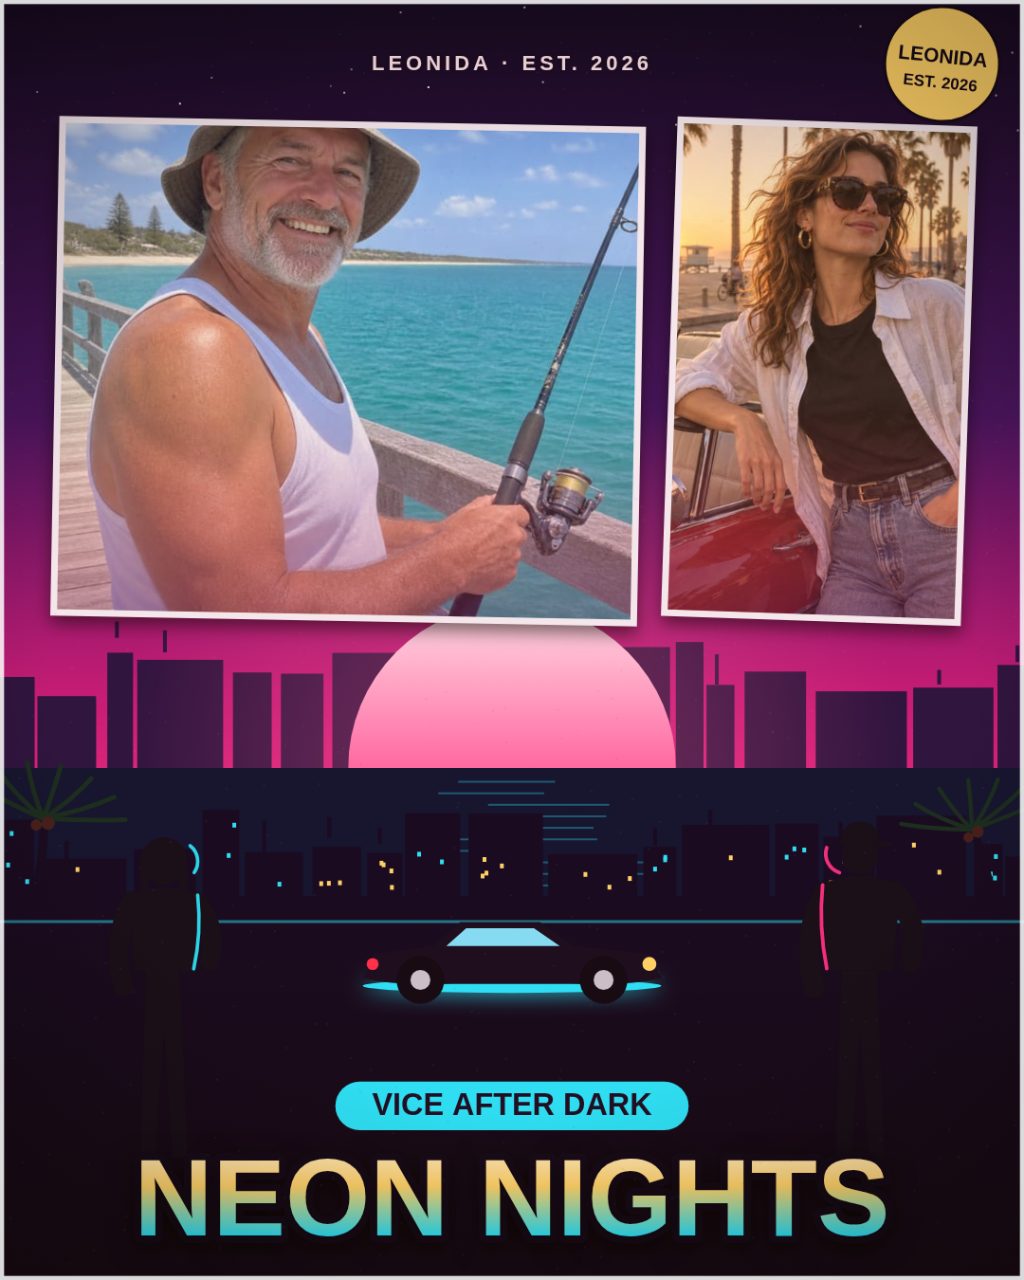 LEONIDA · EST. 2026
LEONIDA
EST. 2026
VICE AFTER DARK
NEON NIGHTS